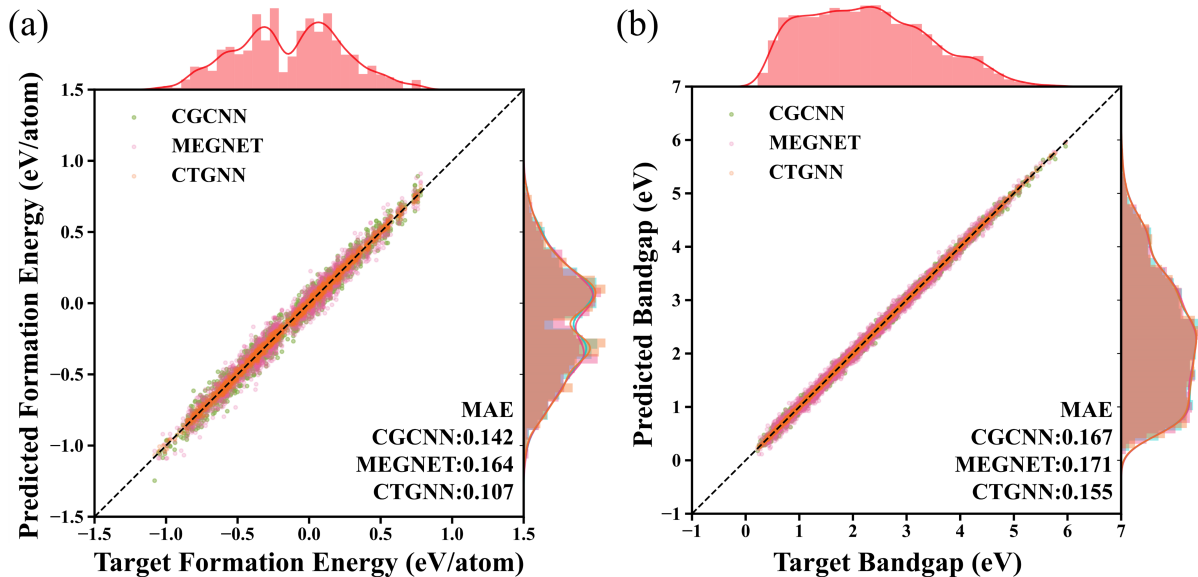 (a)
Predicted Formation Energy (eV/atom)
1.5
1.0
0.5
0.0
−0.5
−1.0
−1.5
CGCNN
MEGNET
CTGNN
MAE
CGCNN:0.142
MEGNET:0.164
CTGNN:0.107
−1.5 −1.0 −0.5 0.0 0.5 1.0 1.5
Target Formation Energy (eV/atom)
(b)
Predicted Bandgap (eV)
7
6
5
4
3
2
1
0
−1
CGCNN
MEGNET
CTGNN
MAE
CGCNN:0.167
MEGNET:0.171
CTGNN:0.155
−1 0 1 2 3 4 5 6 7
Target Bandgap (eV)